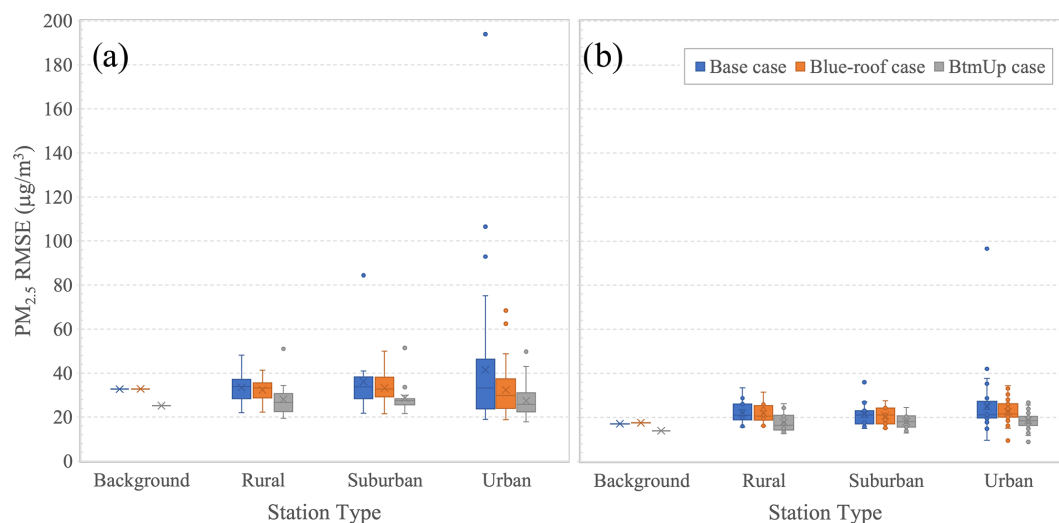 PM2.5 RMSE (µg/m³)
200
180
160
140
120
100
80
60
40
20
0
(a)
Background Rural Suburban Urban
Station Type
(b)
Base case Blue-roof case BtmUp case
Background Rural Suburban Urban
Station Type